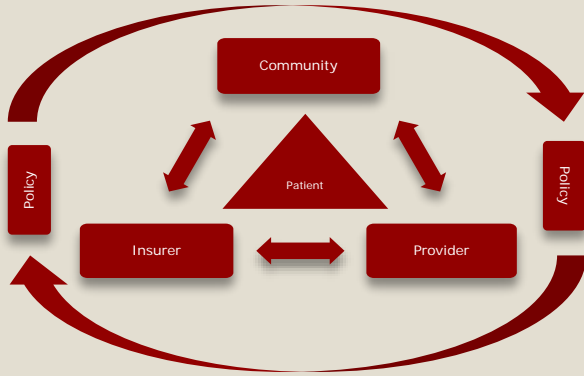 Community
Policy
Patient
Policy
Insurer
Provider